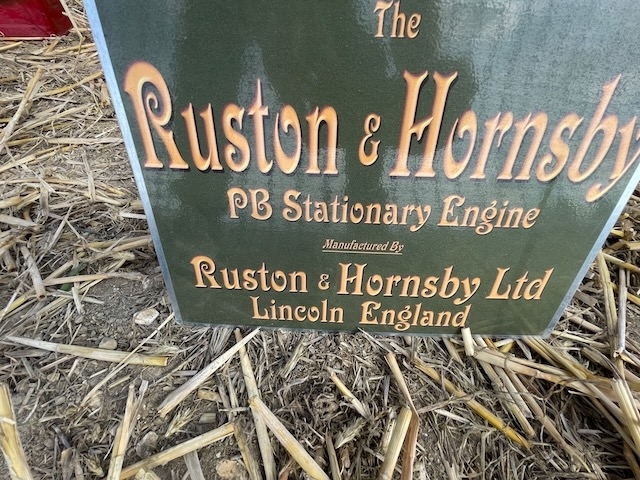 The
Ruston & Hornsby
PB Stationary Engine
Manufactured By
Ruston & Hornsby Ltd
Lincoln England